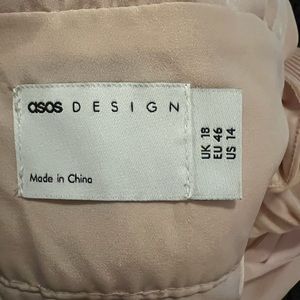 asos DESIGN
Made in China
UK 18
EU 46
US 14